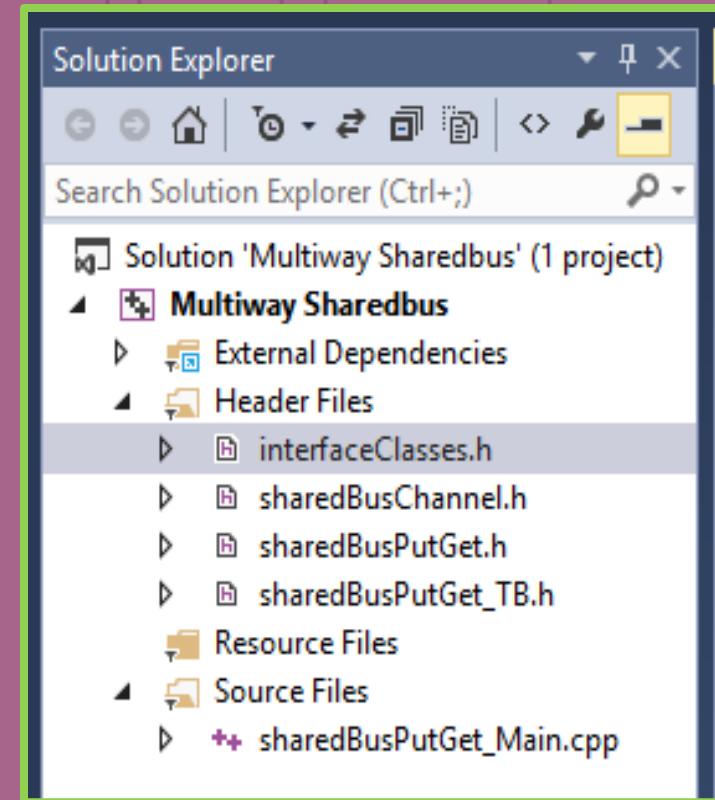 Solution Explorer
Search Solution Explorer (Ctrl+;)
Solution 'Multiway Sharedbus' (1 project)
Multiway Sharedbus
External Dependencies
Header Files
interfaceClasses.h
sharedBusChannel.h
sharedBusPutGet.h
sharedBusPutGet_TB.h
Resource Files
Source Files
sharedBusPutGet_Main.cpp